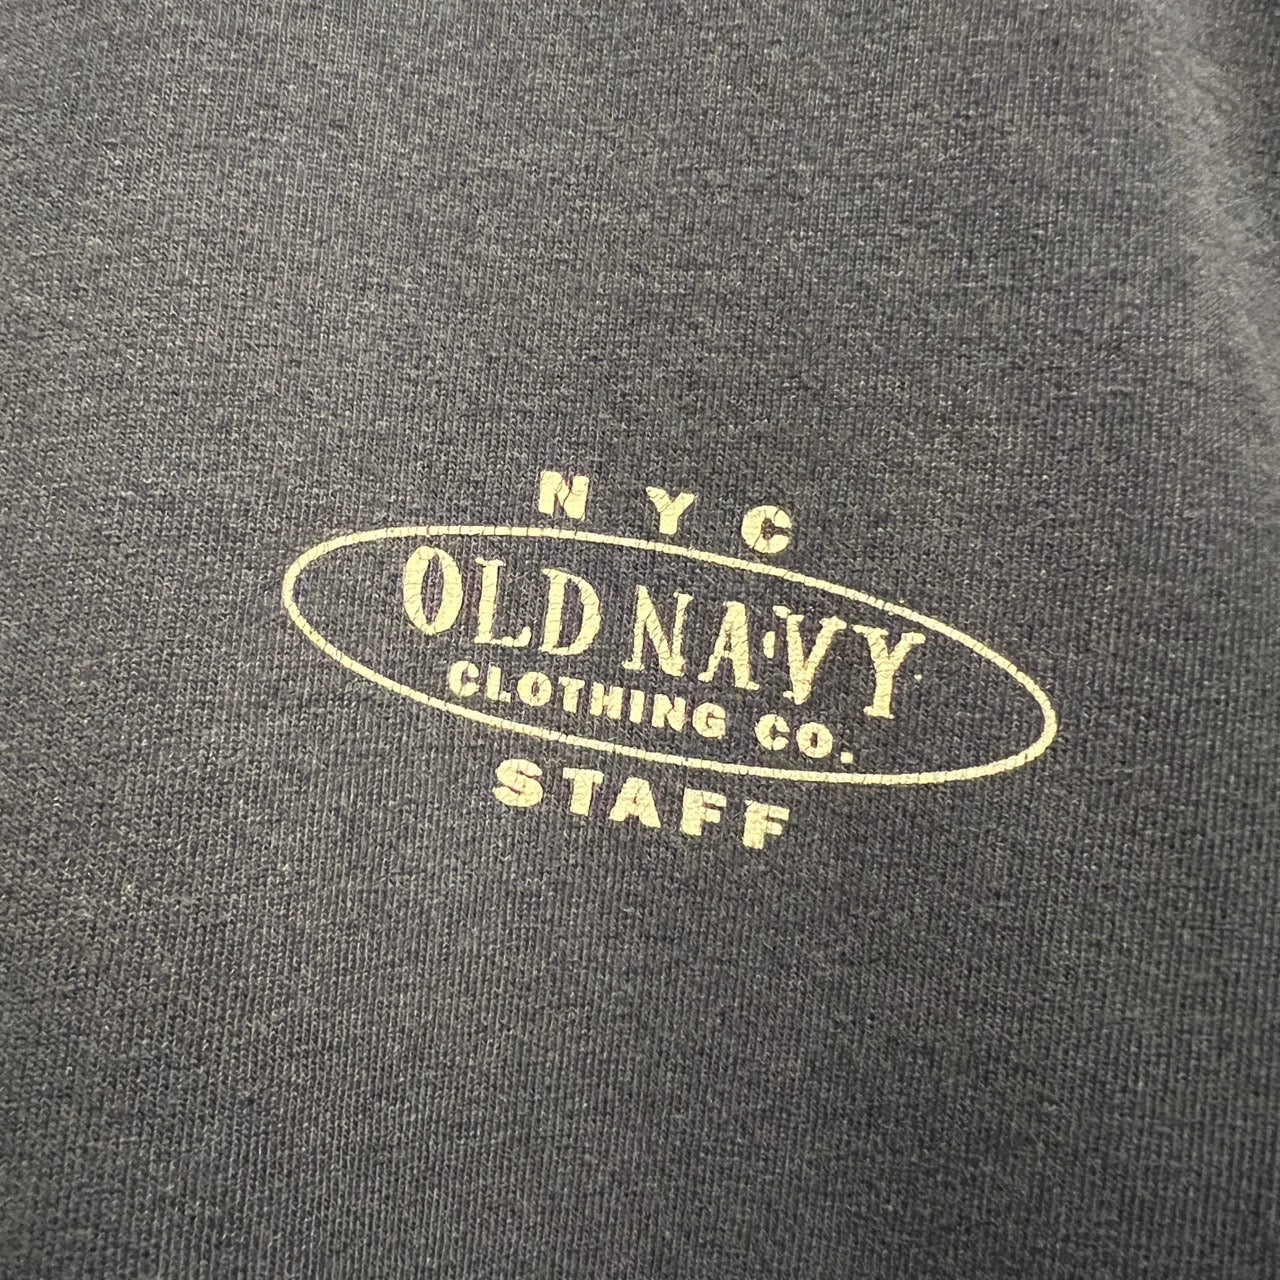 NYC
OLD NAVY
CLOTHING CO.
STAFF